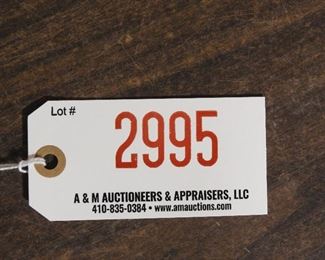 Lot #
2995
A & M AUCTIONEERS & APPRAISERS, LLC
410-835-0384 • www.amauctions.com